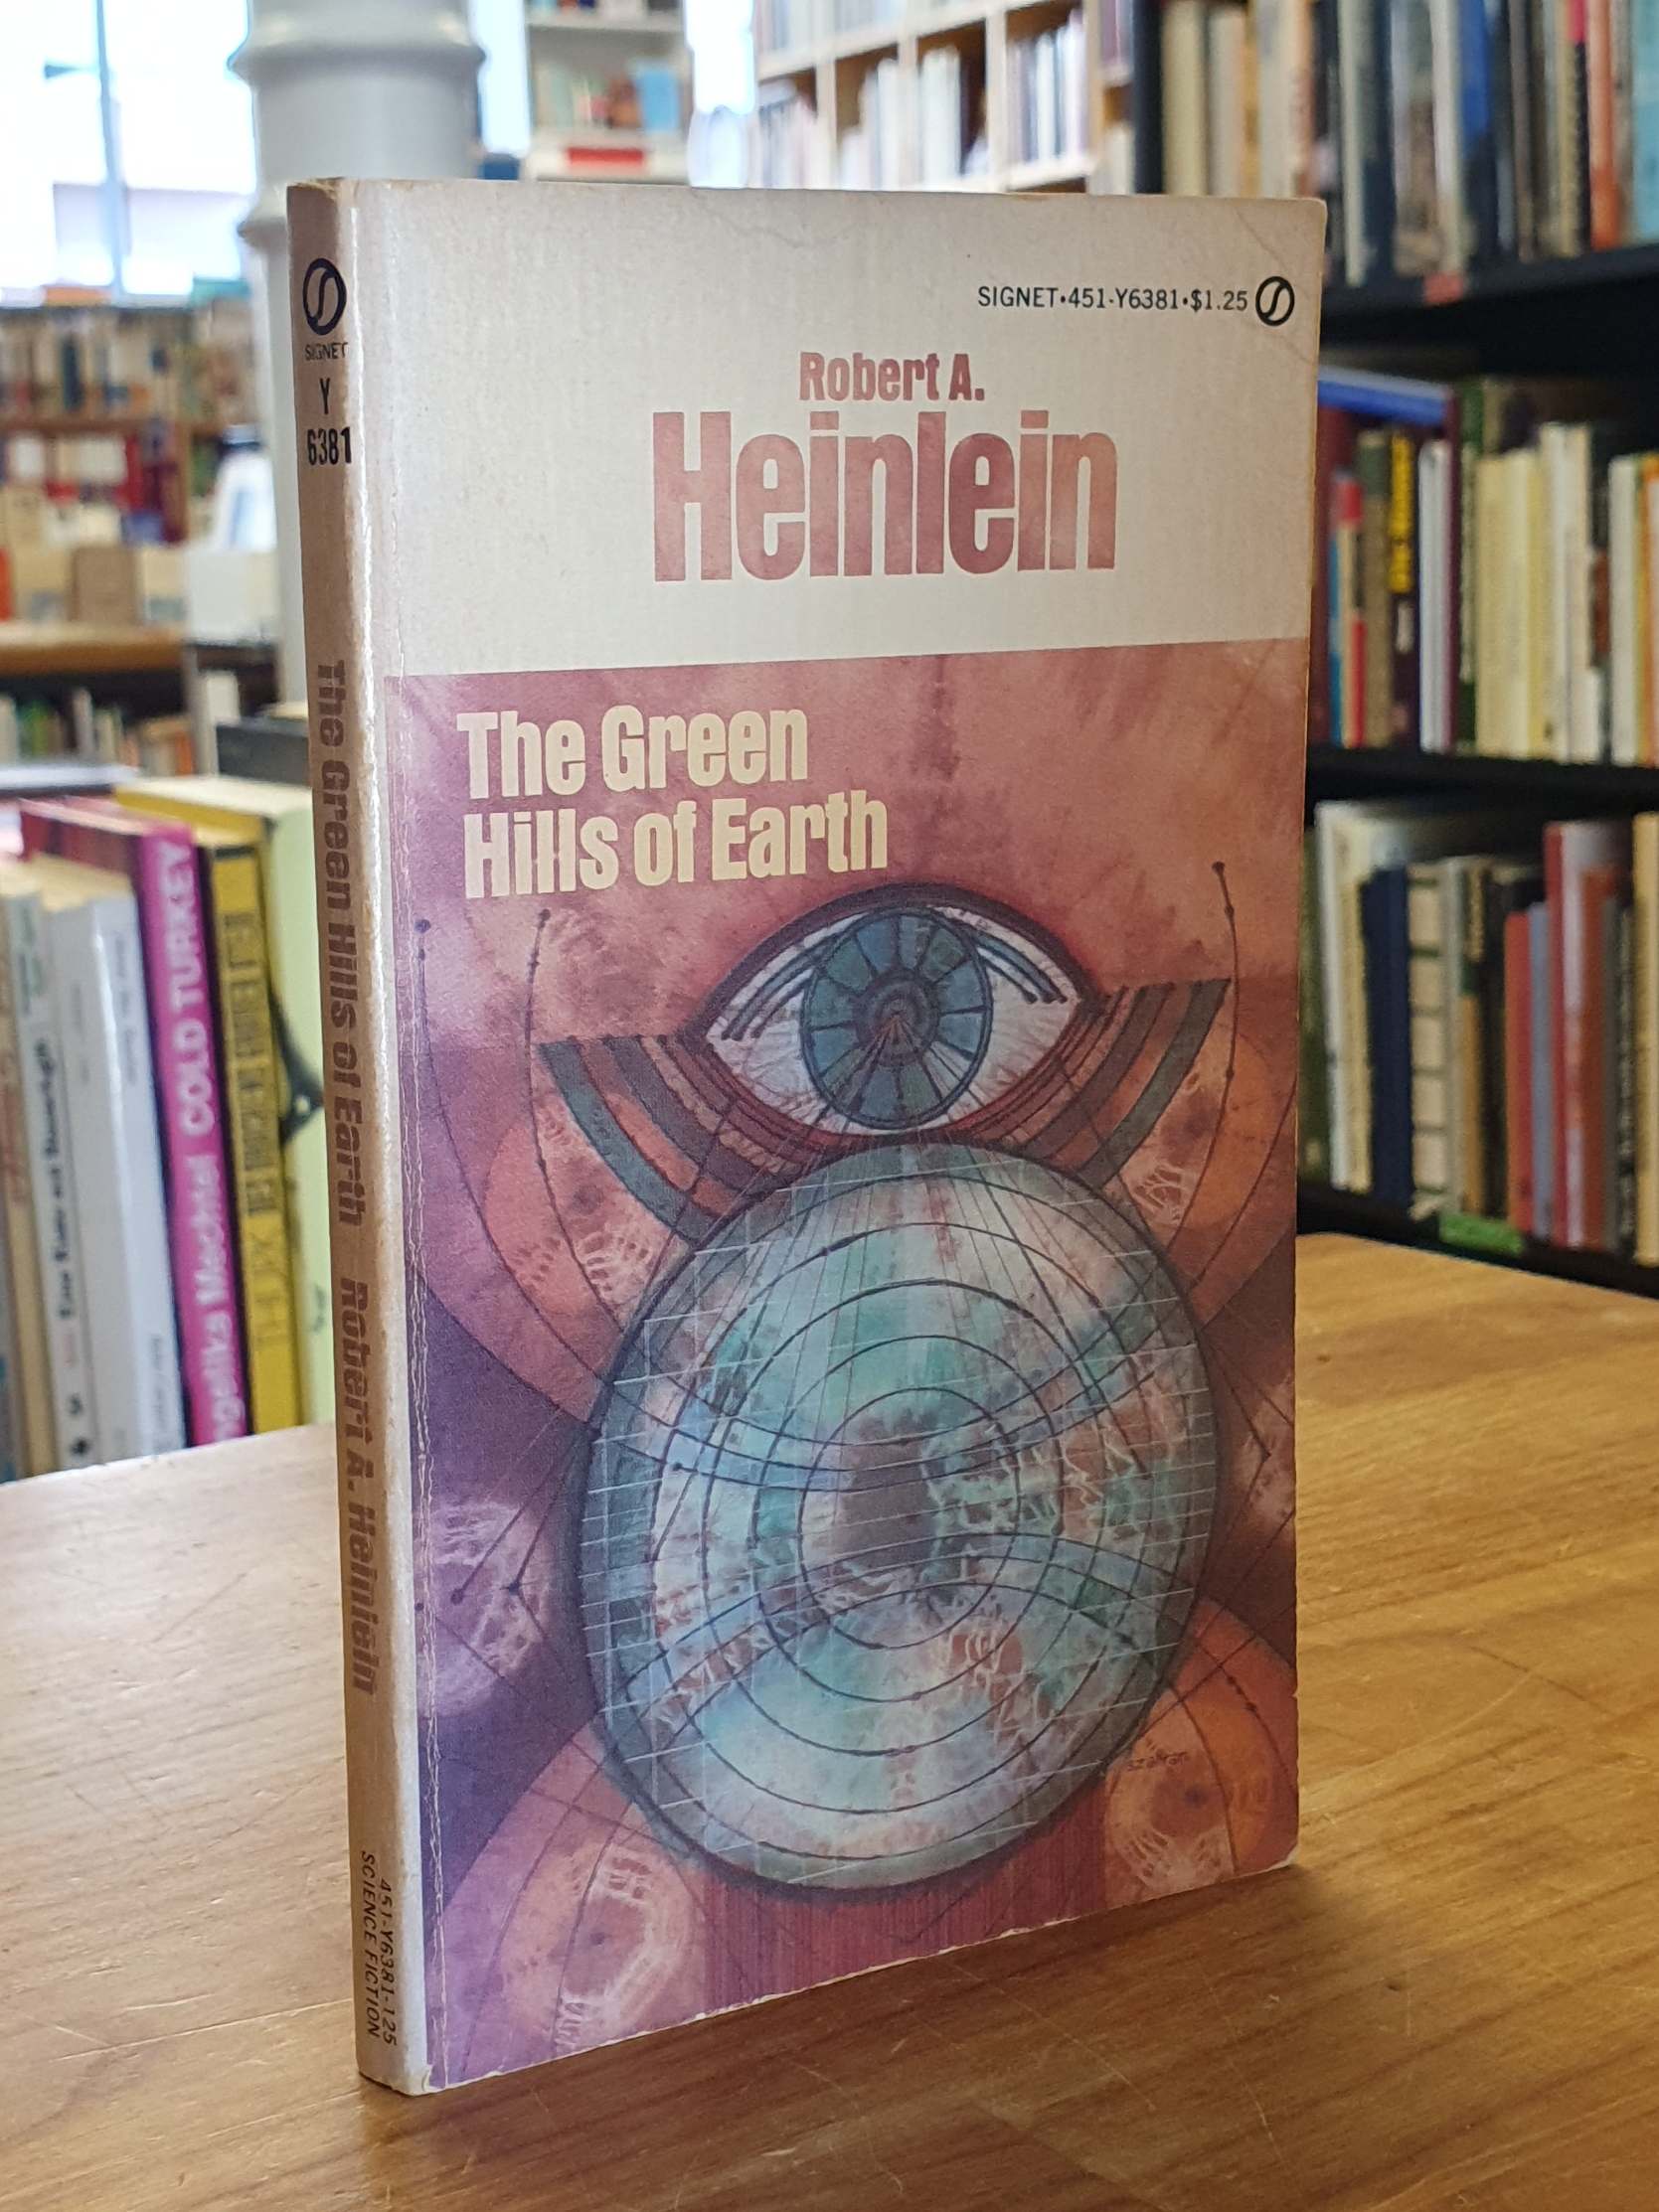 SIGNET•451-Y6381•$1.25
Robert A.
Heinlein
The Green
Hills of Earth
SIGNET
Y
6381
The Green Hills of Earth Robert A. Heinlein
451-Y6381-125
SCIENCE FICTION
Mechtel COLD TURKEY